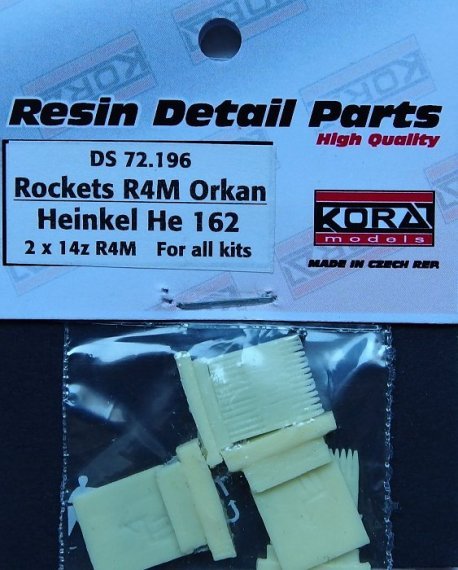 Resin Detail Parts
High Quality
DS 72.196
Rockets R4M Orkan
Heinkel He 162
2 x 14z R4M For all kits
KORA
models
MADE IN CZECH REP.